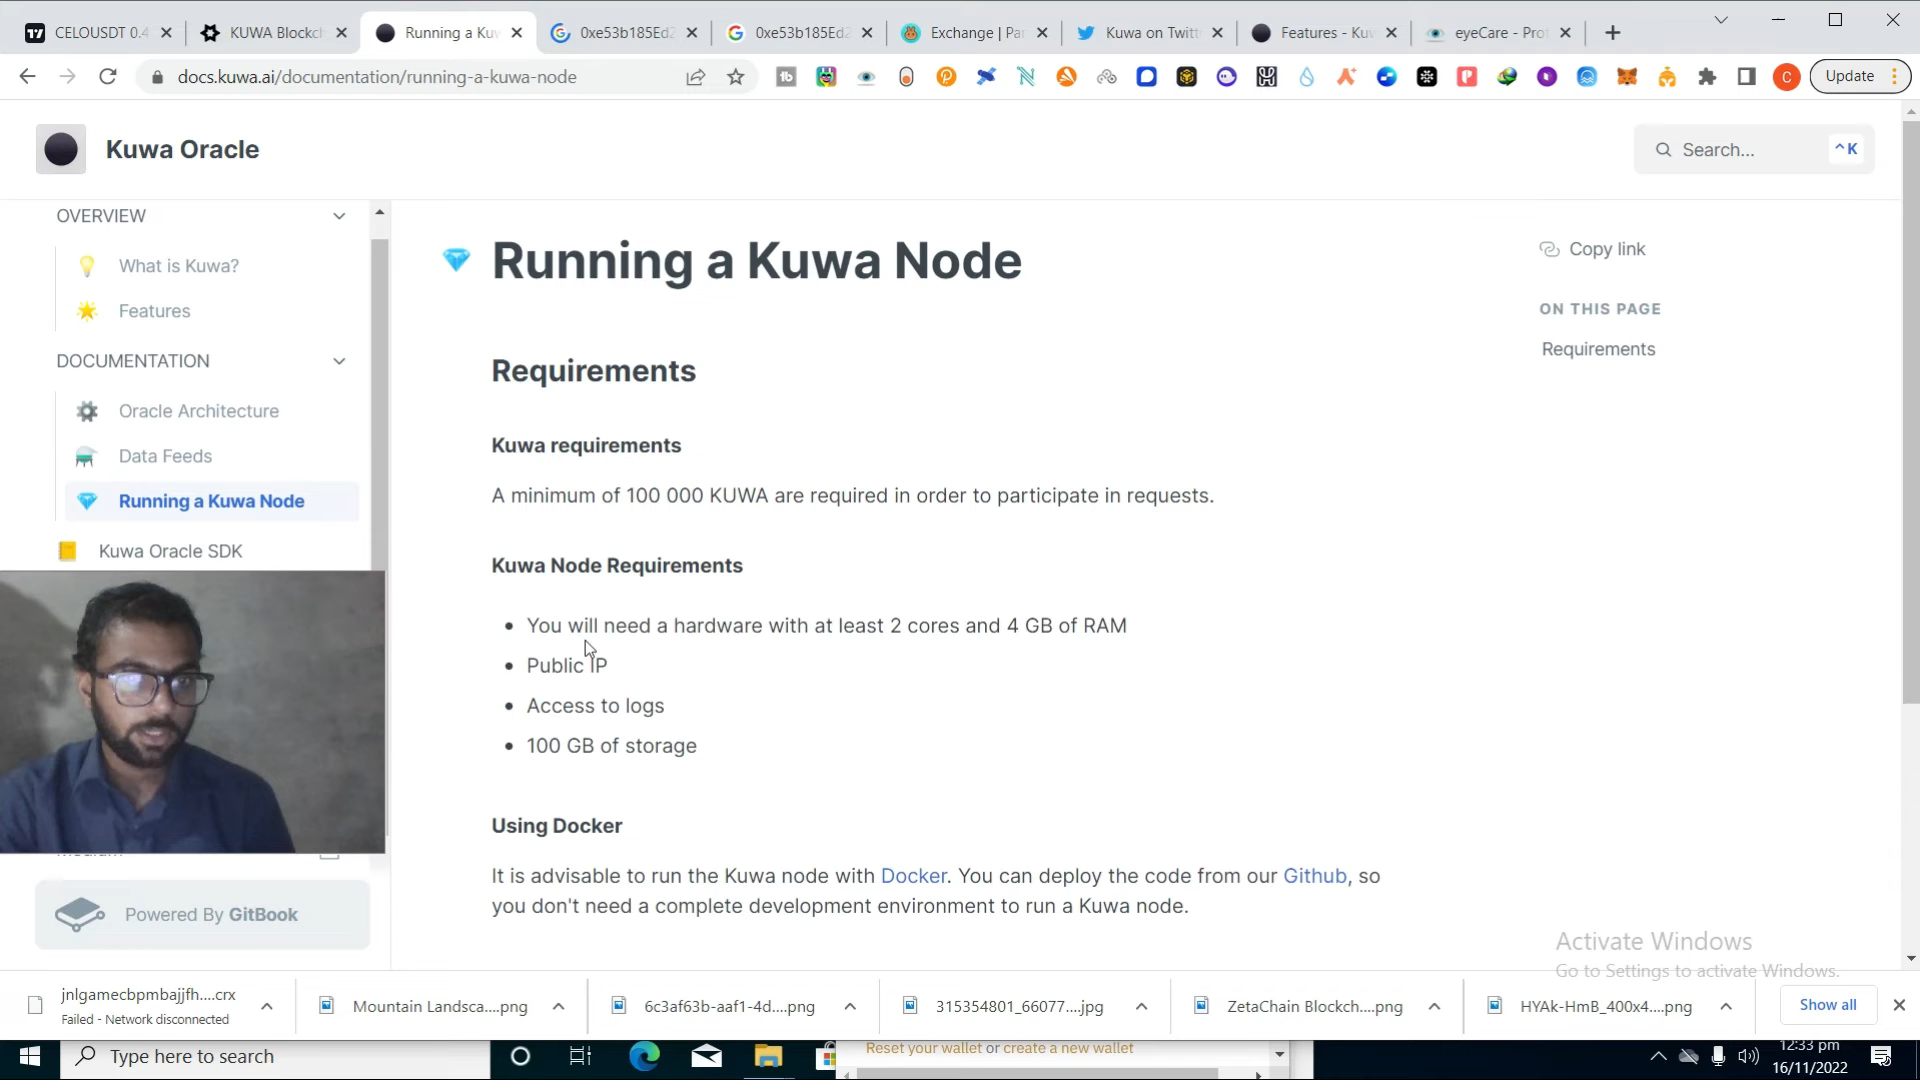 CELOUSDT 0.4
KUWA Blockc
Running a Kuw
0xe53b185Ed2
0xe53b185Ed2
Exchange | Pan
Kuwa on Twitt
Features - Kuw
eyeCare - Prot
docs.kuwa.ai/documentation/running-a-kuwa-node
C
Update
Kuwa Oracle
Search...
^K
OVERVIEW
What is Kuwa?
Features
DOCUMENTATION
Oracle Architecture
Data Feeds
Running a Kuwa Node
Kuwa Oracle SDK
Powered By GitBook
Running a Kuwa Node
Requirements
Kuwa requirements
A minimum of 100 000 KUWA are required in order to participate in requests.
Kuwa Node Requirements
• You will need a hardware with at least 2 cores and 4 GB of RAM
• Public IP
• Access to logs
• 100 GB of storage
Using Docker
It is advisable to run the Kuwa node with Docker. You can deploy the code from our Github, so
you don't need a complete development environment to run a Kuwa node.
Copy link
ON THIS PAGE
Requirements
Activate Windows
Go to Settings to activate Windows.
jnlgamecbpmbajjfh....crx
Failed - Network disconnected
Mountain Landsca....png
6c3af63b-aaf1-4d....png
315354801_66077....jpg
ZetaChain Blockch....png
HYAk-HmB_400x4....png
Show all
Type here to search
Reset your wallet or create a new wallet
12:33 pm
16/11/2022